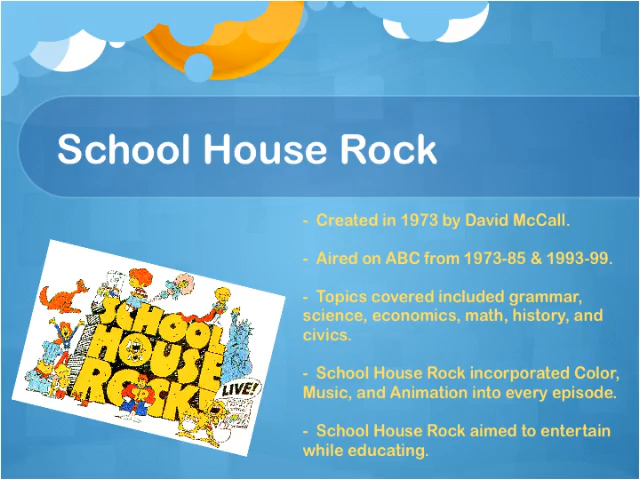 School House Rock
- Created in 1973 by David McCall.
- Aired on ABC from 1973-85 & 1993-99.
- Topics covered included grammar,
science, economics, math, history, and
civics.
- School House Rock incorporated Color,
Music, and Animation into every episode.
- School House Rock aimed to entertain
while educating.
SCHOOL
HOUSE
ROCK!
LIVE!